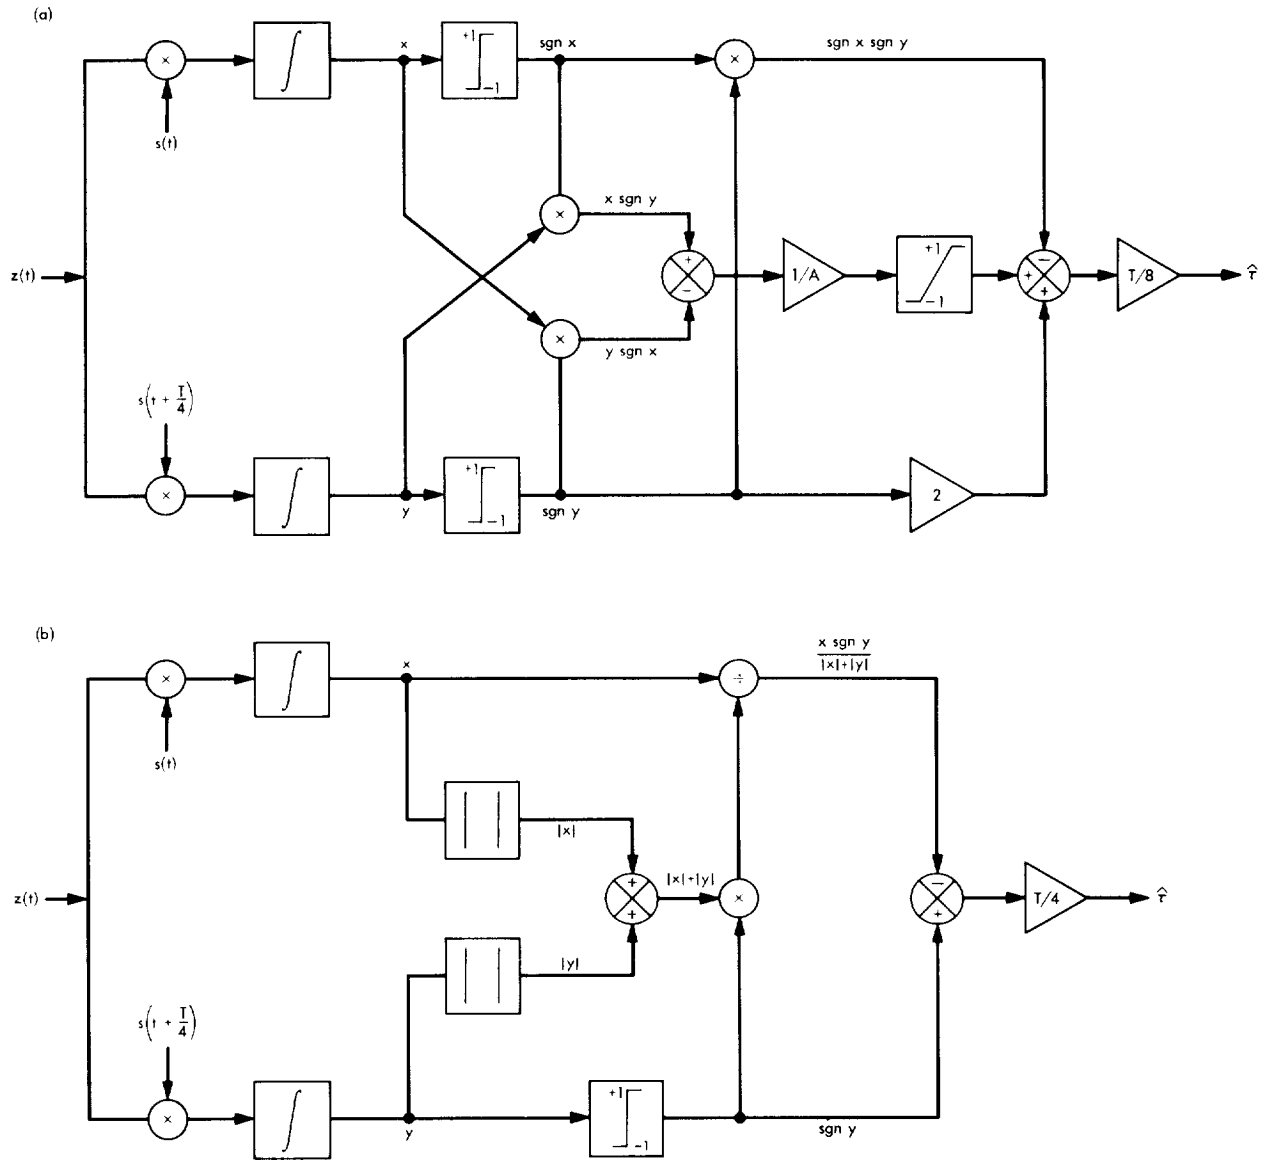 (a)
x
+1
-1
sgn x
×
sgn x sgn y
×
∫
s(t)
x sgn y
×
z(t)
+
-
1/A
+1
-1
-
+
+
T/8
τ̂
×
y sgn x
s(t + T/4)
×
∫
y
+1
-1
sgn y
2
(b)
×
∫
x
÷
x sgn y
|x|+|y|
s(t)
| |
|x|
z(t)
+
+
|x|+|y|
×
-
+
T/4
τ̂
| |
|y|
s(t + T/4)
×
∫
y
+1
-1
sgn y